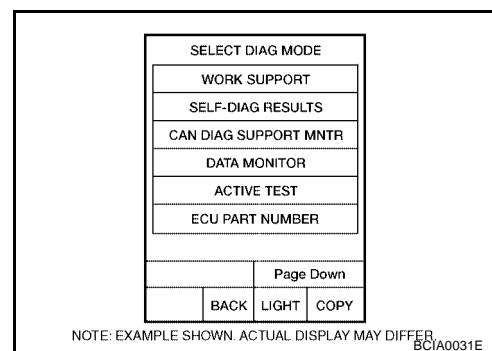 SELECT DIAG MODE
WORK SUPPORT
SELF-DIAG RESULTS
CAN DIAG SUPPORT MNTR
DATA MONITOR
ACTIVE TEST
ECU PART NUMBER
Page Down
BACK LIGHT COPY
NOTE: EXAMPLE SHOWN. ACTUAL DISPLAY MAY DIFFER.
BCIA0031E